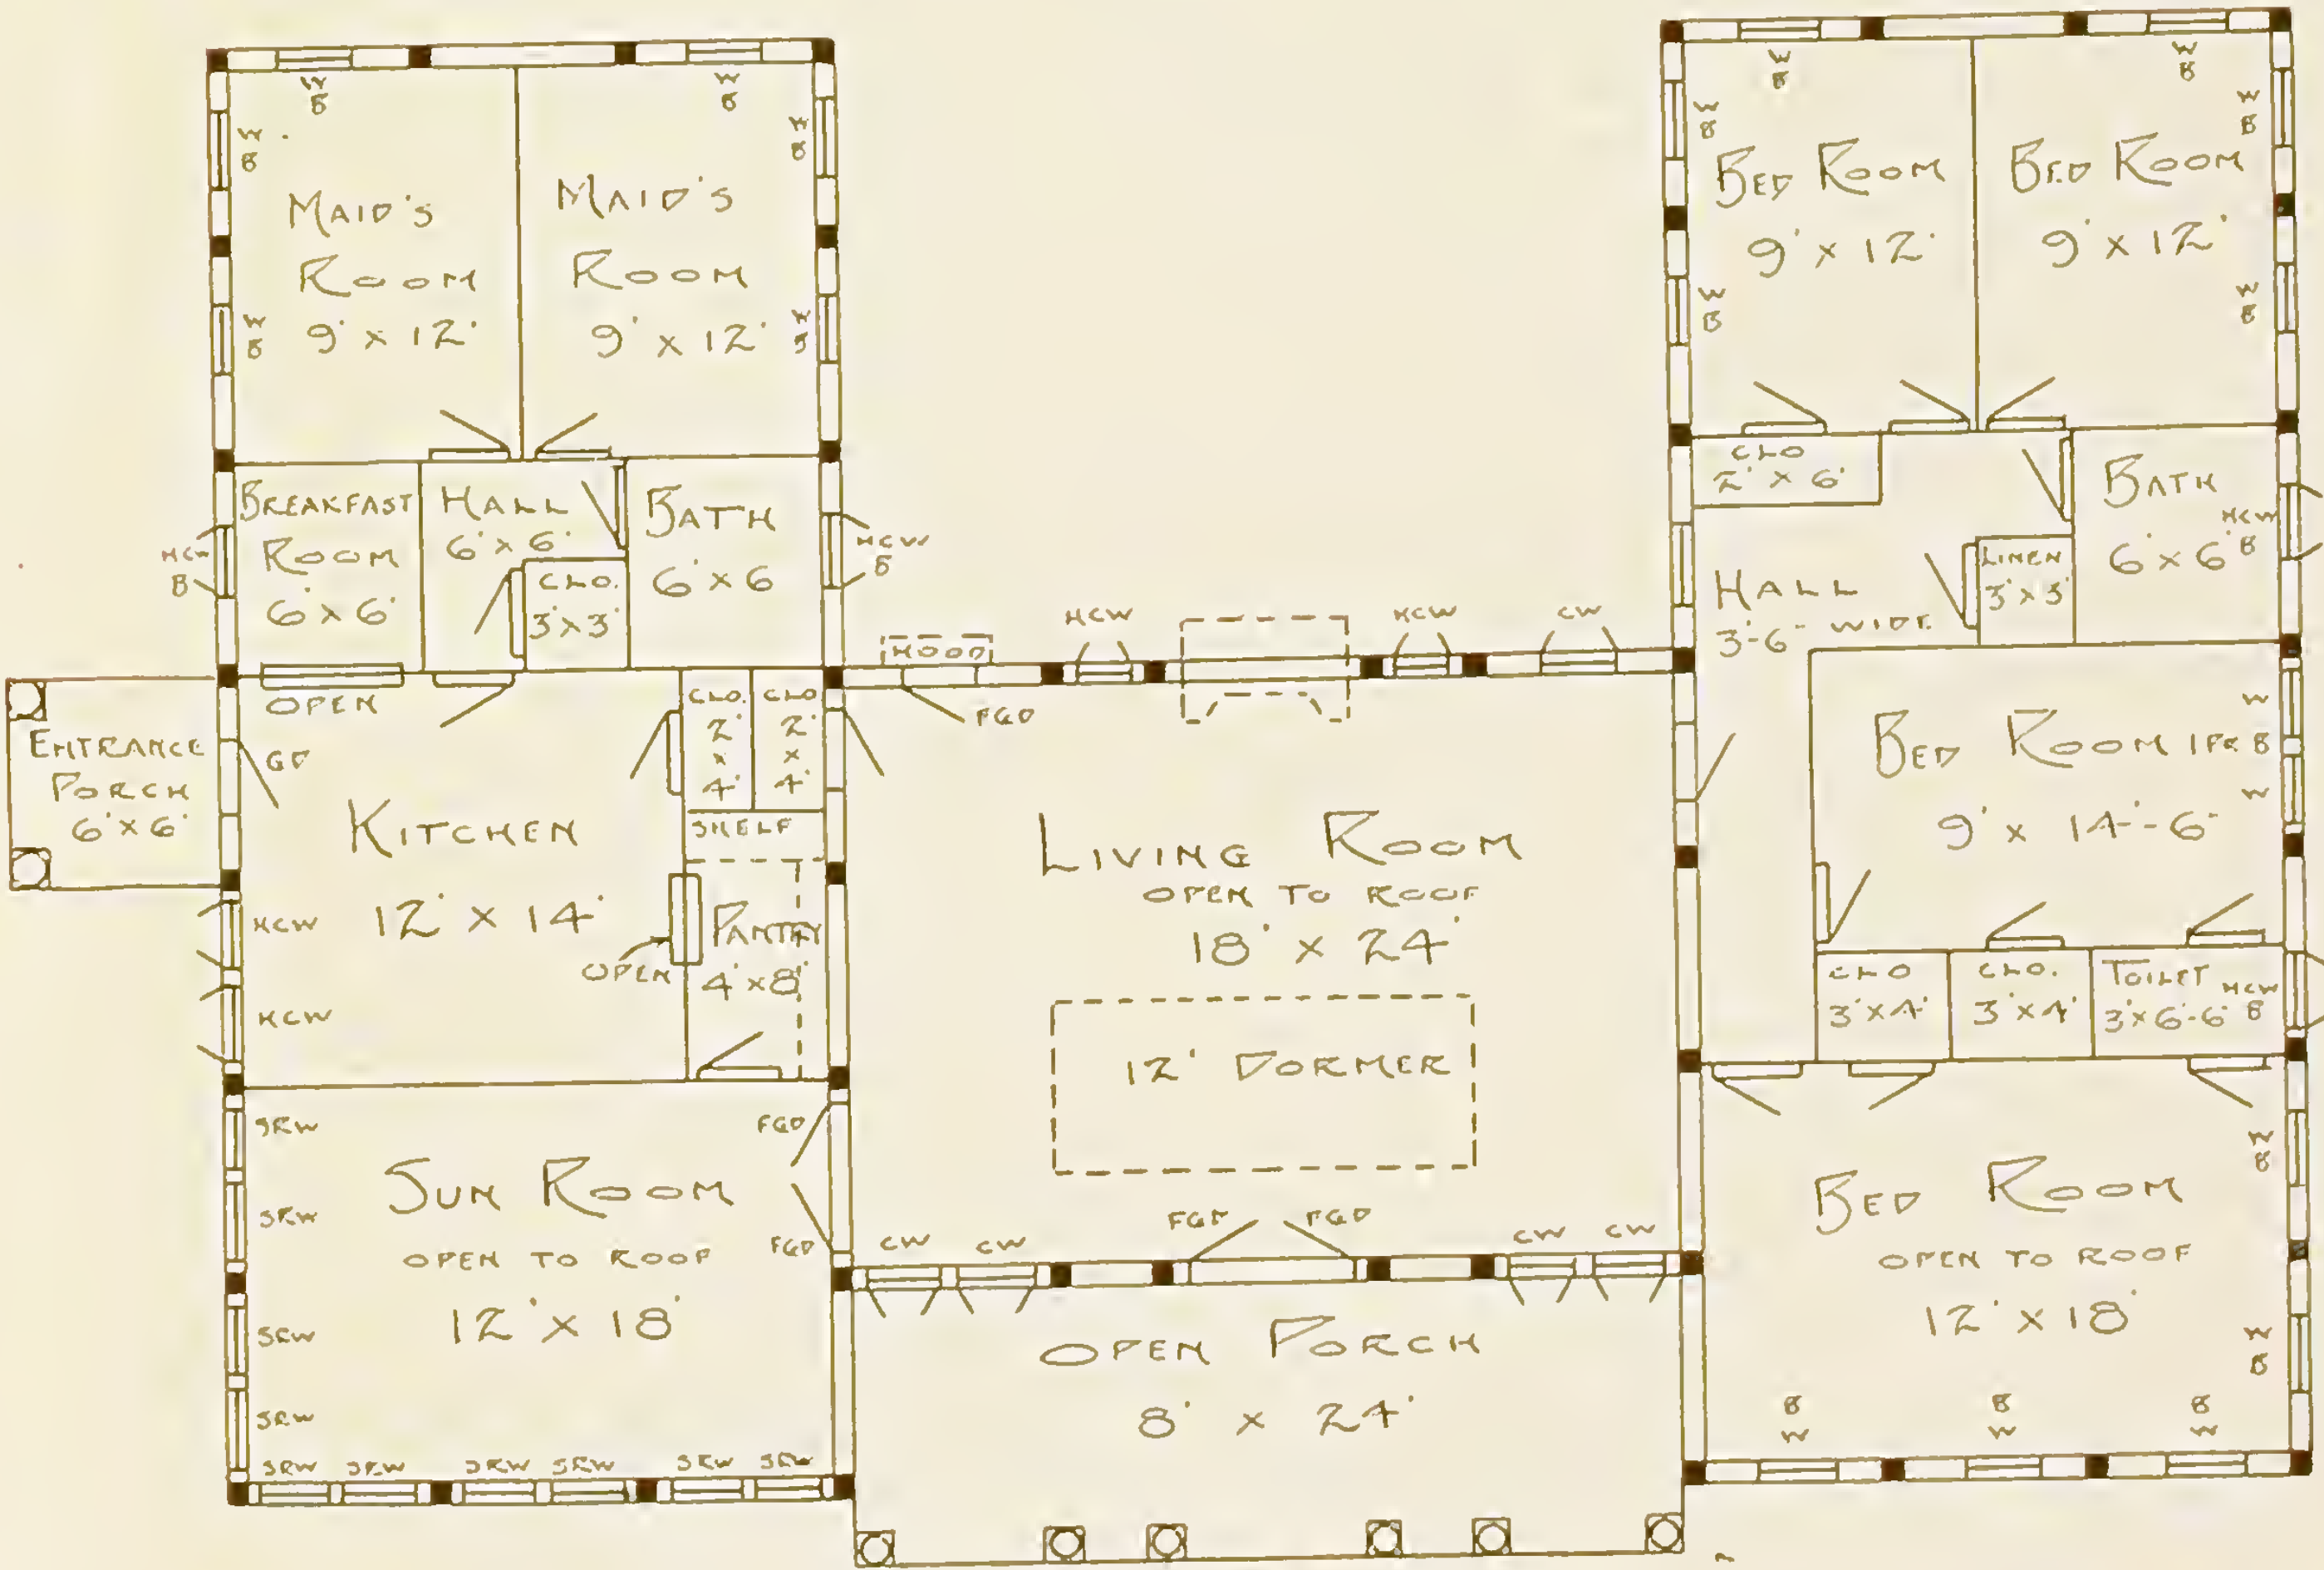 W
B
W
B
W
B
W
B
MAID'S
ROOM
9' x 12'
MAID'S
ROOM
9' x 12'
W
B
W
B
BREAKFAST
ROOM
6' x 6'
HALL
6' x 6'
CLO.
3' x 3'
BATH
6' x 6
HCW
B
HCW
B
OPEN
ENTRANCE
PORCH
6' x 6'
GD
KITCHEN
12' x 14'
HCW
HCW
CLO.
2'
x
4'
CLO
2'
x
4'
SHELF
PANTRY
4' x 8'
OPEN
SUN ROOM
OPEN TO ROOF
12' x 18'
SRW
SRW
SRW
SRW
SRW SRW SRW SRW SRW SRW
FGD
FGD
HOOD
FGD
HCW
HCW
CW
LIVING ROOM
OPEN TO ROOF
18' x 24'
12' DORMER
FGD FGD
CW CW
CW CW
OPEN PORCH
8' x 24'
W
B
W
B
W
B
W
B
BED ROOM
9' x 12'
BED ROOM
9' x 12'
W
B
W
B
CLO
2' x 6'
HALL
3'-6" WIDE
LINEN
3' x 3'
BATH
6' x 6'
HCW
B
BED ROOM
9' x 14'-6"
W
1 PR B
W
CLO
3' x 4'
CLO.
3' x 4'
TOILET
3' x 6'-6"
HCW
B
BED ROOM
OPEN TO ROOF
12' x 18'
W
B
W
B
B
W
B
W
B
W